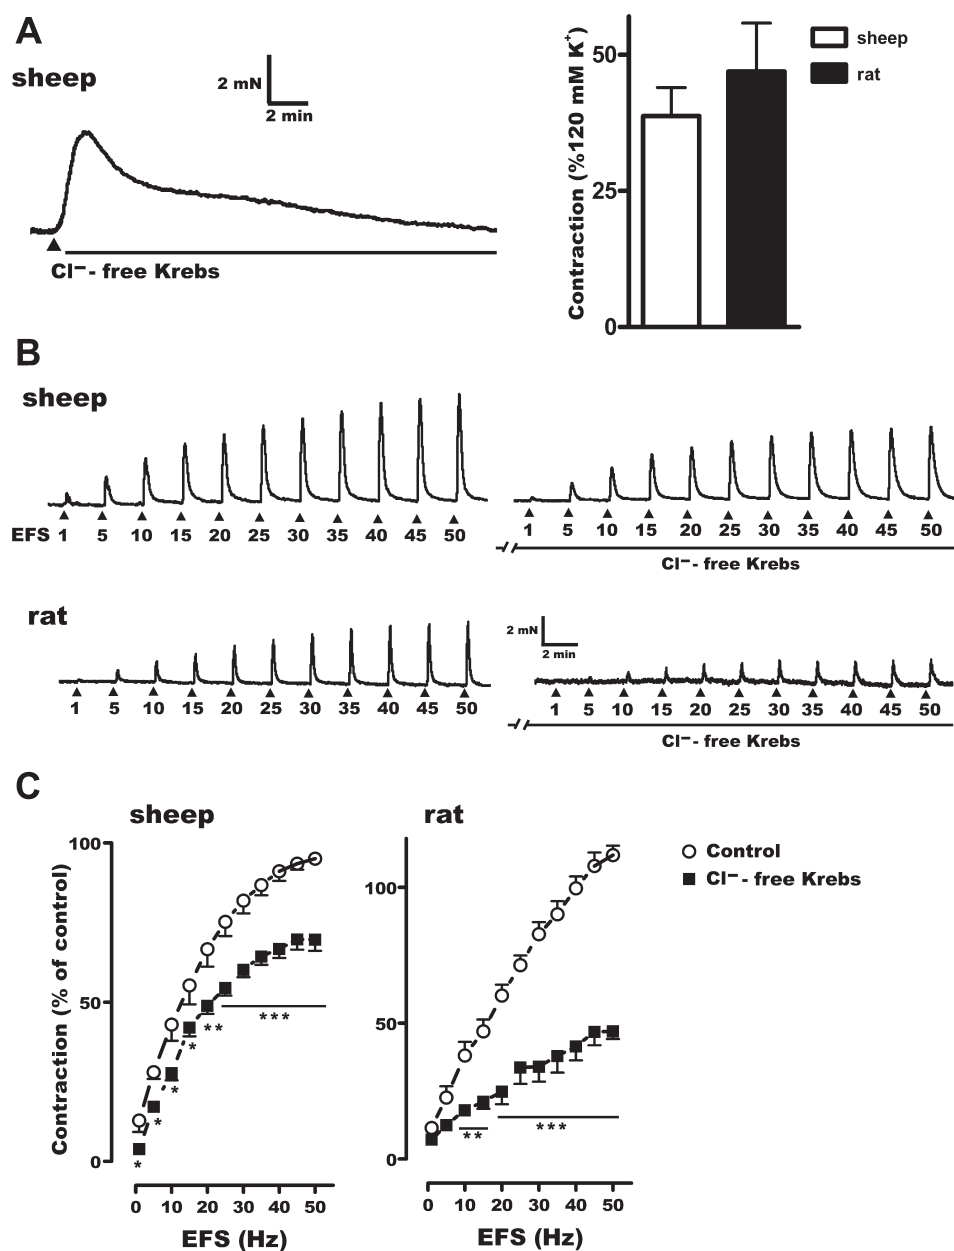 A
sheep
2 mN
2 min
Cl⁻- free Krebs
Contraction (%120 mM K⁺)
50
25
0
sheep
rat
B
sheep
EFS 1 5 10 15 20 25 30 35 40 45 50
1 5 10 15 20 25 30 35 40 45 50
Cl⁻- free Krebs
rat
2 mN
2 min
1 5 10 15 20 25 30 35 40 45 50
1 5 10 15 20 25 30 35 40 45 50
Cl⁻- free Krebs
C
sheep
Contraction (% of control)
100
50
0
*
*
*
*
**
***
0 10 20 30 40 50
EFS (Hz)
rat
100
50
0
**
***
0 10 20 30 40 50
EFS (Hz)
Control
Cl⁻- free Krebs